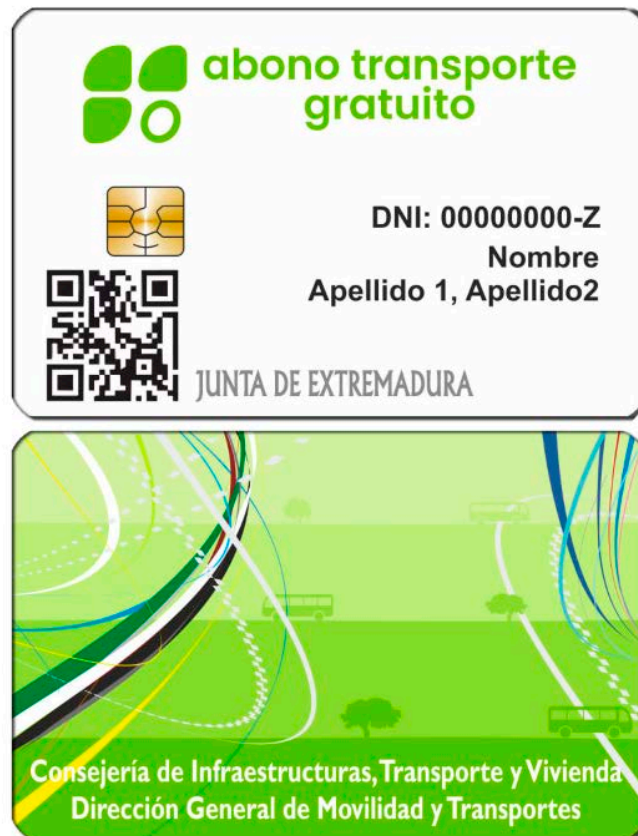 abono transporte
gratuito
DNI: 00000000-Z
Nombre
Apellido 1, Apellido2
JUNTA DE EXTREMADURA
Consejería de Infraestructuras, Transporte y Vivienda
Dirección General de Movilidad y Transportes